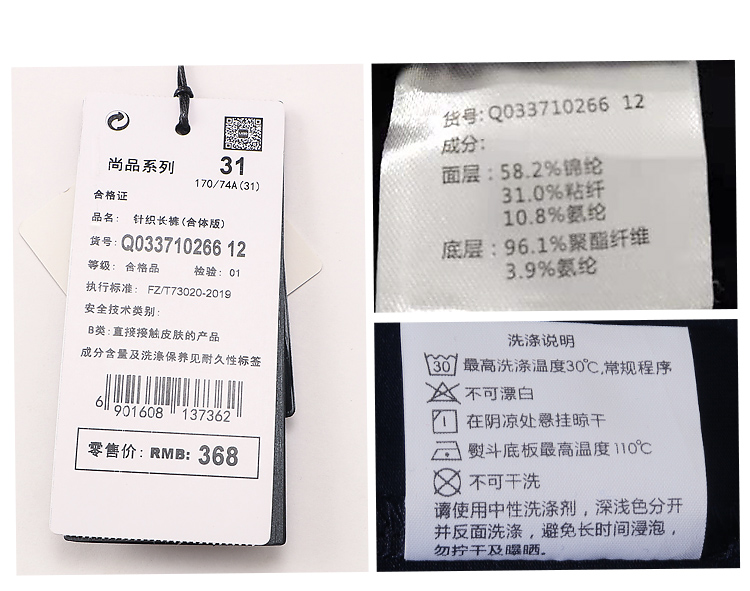 尚品系列 31
170/74A(31)
合格证
品名: 针织长裤(合体版)
货号: Q033710266 12
等级: 合格品 检验: 01
执行标准: FZ/T73020-2019
安全技术类别:
B类: 直接接触皮肤的产品
成分含量及洗涤保养见耐久性标签
6 901608 137362
零售价: RMB: 368
货号: Q033710266 12
成分:
面层: 58.2%锦纶
31.0%粘纤
10.8%氨纶
底层: 96.1%聚酯纤维
3.9%氨纶
洗涤说明
30 最高洗涤温度30℃,常规程序
不可漂白
在阴凉处悬挂晾干
熨斗底板最高温度110℃
不可干洗
请使用中性洗涤剂，深浅色分开
并反面洗涤，避免长时间浸泡，
勿拧干及曝晒。